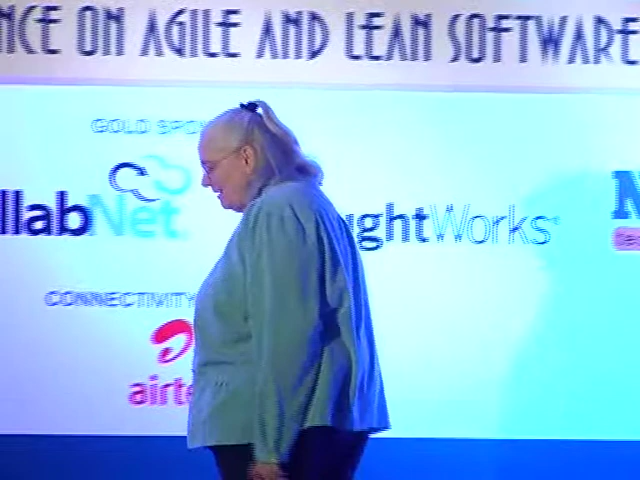 NCE ON AGILE AND LEAN SOFTWARE
GOLD SPO
llabNet
ughtWorks
N
CONNECTIVITY
airte